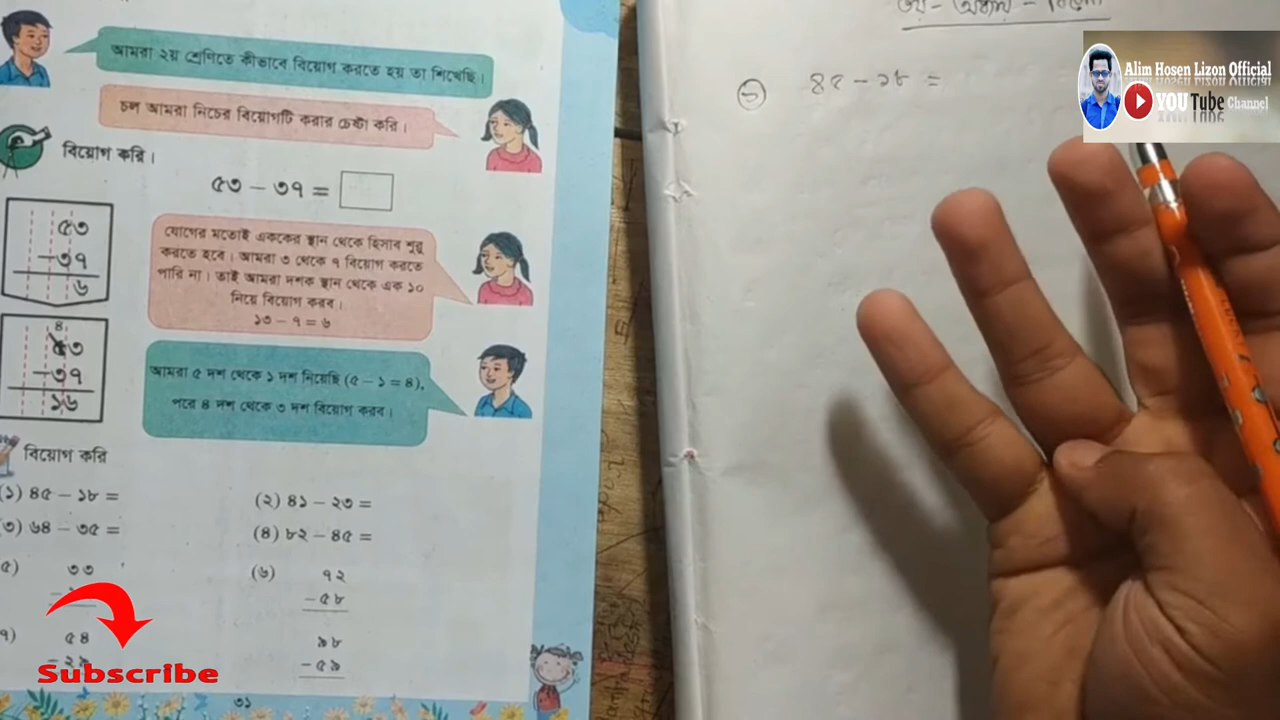 আমরা ২য় শ্রেণিতে কীভাবে বিয়োগ করতে হয় তা শিখেছি।
চল আমরা নিচের বিয়োগটি করার চেষ্টা করি।
বিয়োগ করি।
৫৩ – ৩৭ =
৫৩
– ৩৭
৬
যোগের মতোই এককের স্থান থেকে হিসাব শুরু
করতে হবে। আমরা ৩ থেকে ৭ বিয়োগ করতে
পারি না। তাই আমরা দশক স্থান থেকে এক ১০
নিয়ে বিয়োগ করব।
১৩ – ৭ = ৬
৪
৫৩
– ৩৭
১৬
আমরা ৫ দশ থেকে ১ দশ নিয়েছি (৫ – ১ = ৪),
পরে ৪ দশ থেকে ৩ দশ বিয়োগ করব।
বিয়োগ করি
(১) ৪৫ – ১৮ =
(২) ৪১ – ২৩ =
(৩) ৬৪ – ৩৫ =
(৪) ৮২ – ৪৫ =
৫) ৩৩
(৬) ৭২
– ৫৮
৭) ৫৪
– ২৯
৯৮
– ৫৯
৩১
Subscribe
১ ৪৫ – ১৮ =
Alim Hosen Lizon Official
YOU Tube Channel